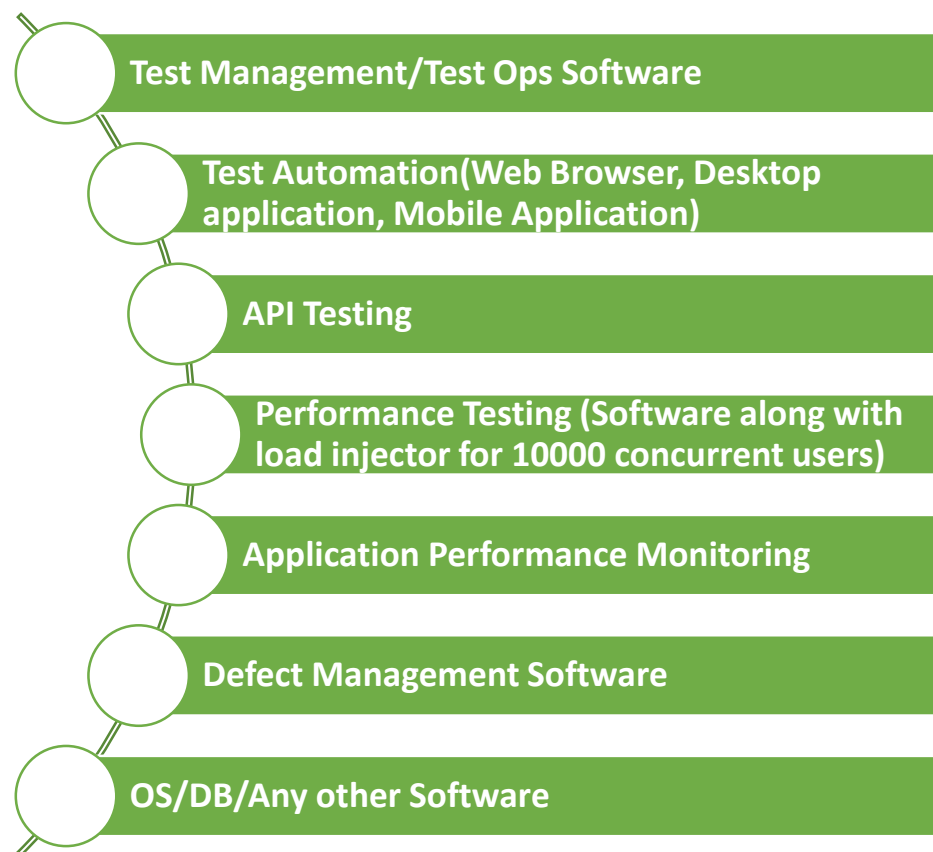 Test Management/Test Ops Software
Test Automation(Web Browser, Desktop
application, Mobile Application)
API Testing
Performance Testing (Software along with
load injector for 10000 concurrent users)
Application Performance Monitoring
Defect Management Software
OS/DB/Any other Software